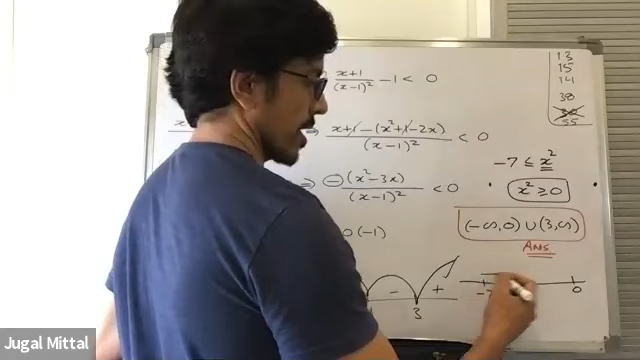 x+1/(x-1)² - 1 < 0
⇒ x+1-(x²+1-2x)/(x-1)² < 0
⇒ -(x²-3x)/(x-1)² < 0
0(-1)
- +
3
13
15
14
38
55
-7 ≤ x²
x² ≥ 0
(-∞,0) ∪ (3,∞)
Ans
0
Jugal Mittal